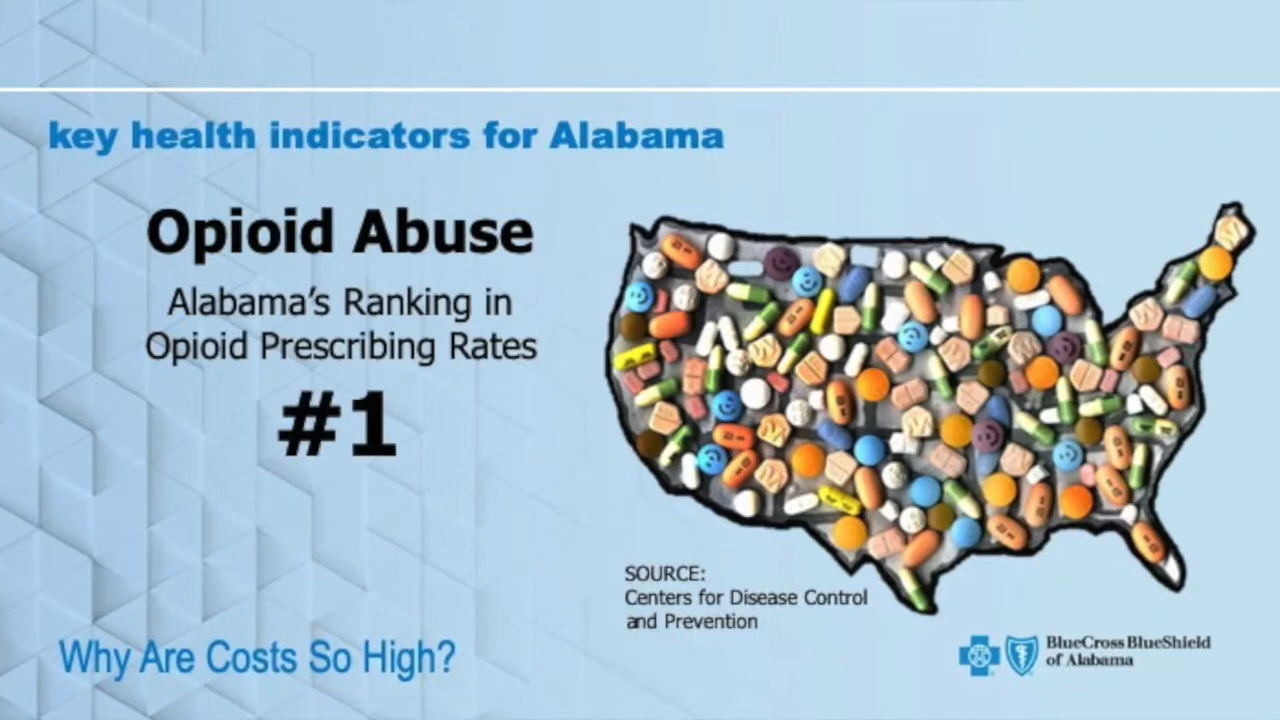 key health indicators for Alabama
Opioid Abuse
Alabama's Ranking in
Opioid Prescribing Rates
#1
SOURCE:
Centers for Disease Control
and Prevention
Why Are Costs So High?
BlueCross BlueShield
of Alabama